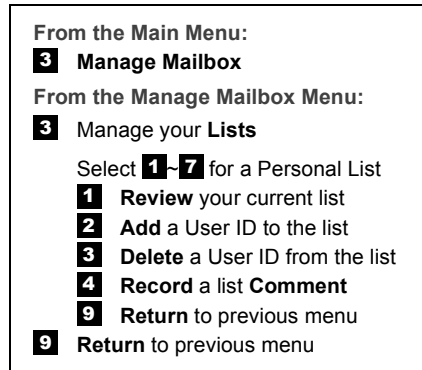 From the Main Menu:
3 Manage Mailbox
From the Manage Mailbox Menu:
3 Manage your Lists
Select 1~7 for a Personal List
1 Review your current list
2 Add a User ID to the list
3 Delete a User ID from the list
4 Record a list Comment
9 Return to previous menu
9 Return to previous menu